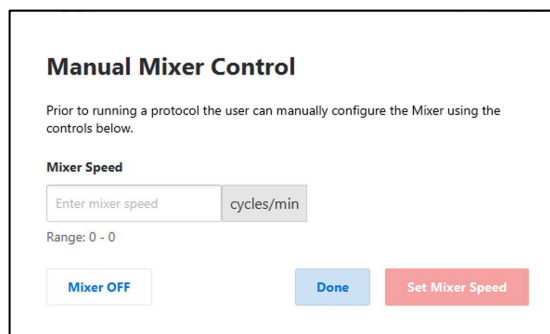 Manual Mixer Control
Prior to running a protocol the user can manually configure the Mixer using the
controls below.
Mixer Speed
Enter mixer speed cycles/min
Range: 0 - 0
Mixer OFF Done Set Mixer Speed